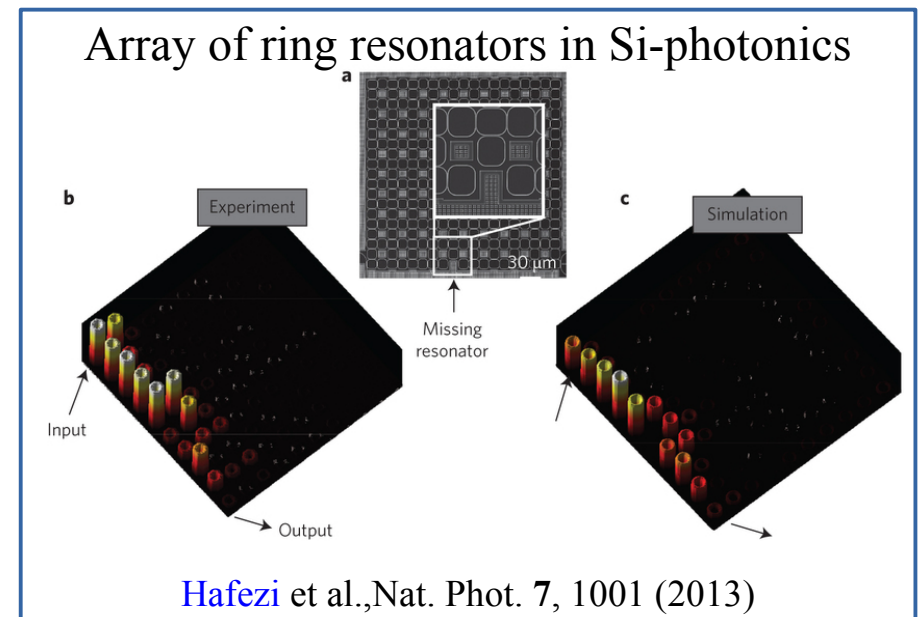 Array of ring resonators in Si-photonics
a
b
Experiment
c
Simulation
30 μm
Missing
resonator
Input
Output
Hafezi et al.,Nat. Phot. 7, 1001 (2013)